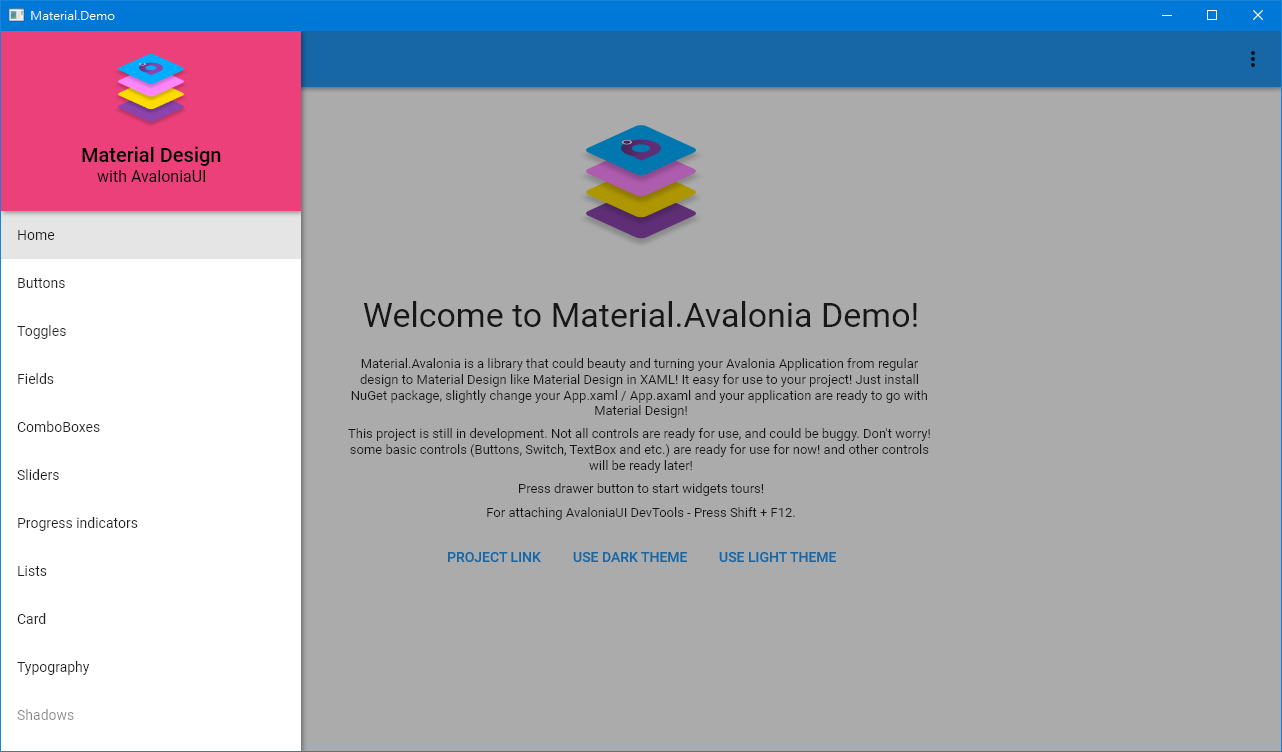 Material.Demo
Material Design
with AvaloniaUI
Home
Buttons
Toggles
Fields
ComboBoxes
Sliders
Progress indicators
Lists
Card
Typography
Shadows
Welcome to Material.Avalonia Demo!
Material.Avalonia is a library that could beauty and turning your Avalonia Application from regular
design to Material Design like Material Design in XAML! It easy for use to your project! Just install
NuGet package, slightly change your App.xaml / App.axaml and your application are ready to go with
Material Design!
This project is still in development. Not all controls are ready for use, and could be buggy. Don't worry!
some basic controls (Buttons, Switch, TextBox and etc.) are ready for use for now! and other controls
will be ready later!
Press drawer button to start widgets tours!
For attaching AvaloniaUI DevTools - Press Shift + F12.
PROJECT LINK USE DARK THEME USE LIGHT THEME